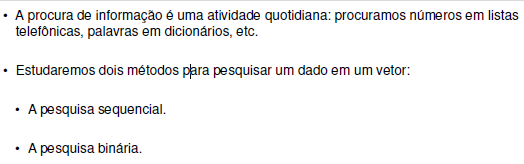 • A procura de informação é uma atividade quotidiana: procuramos números em listas
telefônicas, palavras em dicionários, etc.
• Estudaremos dois métodos para pesquisar um dado em um vetor:
• A pesquisa sequencial.
• A pesquisa binária.